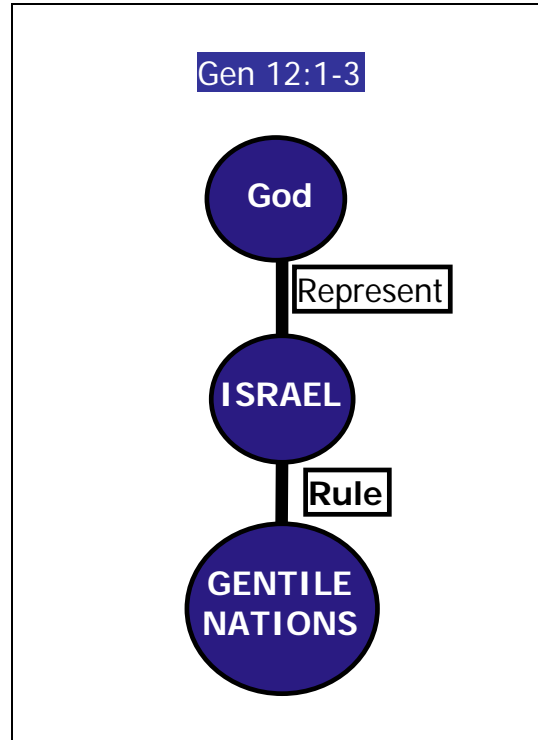 Gen 12:1-3
God
Represent
ISRAEL
Rule
GENTILE
NATIONS